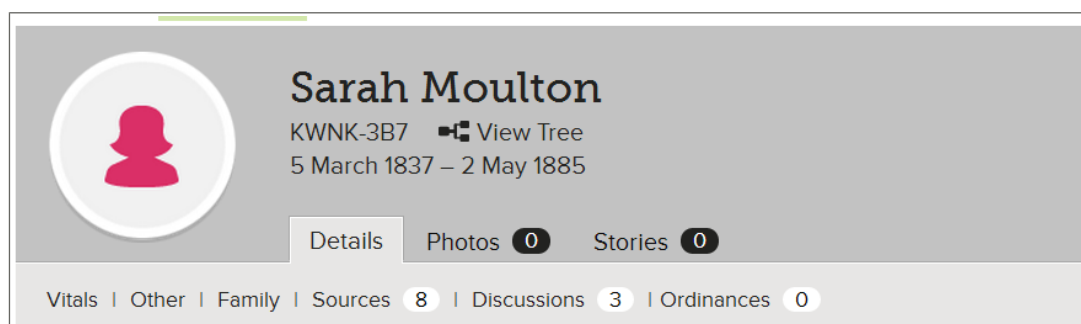 Sarah Moulton
KWNK-3B7 View Tree
5 March 1837 – 2 May 1885
Details Photos 0 Stories 0
Vitals | Other | Family | Sources 8 | Discussions 3 | Ordinances 0